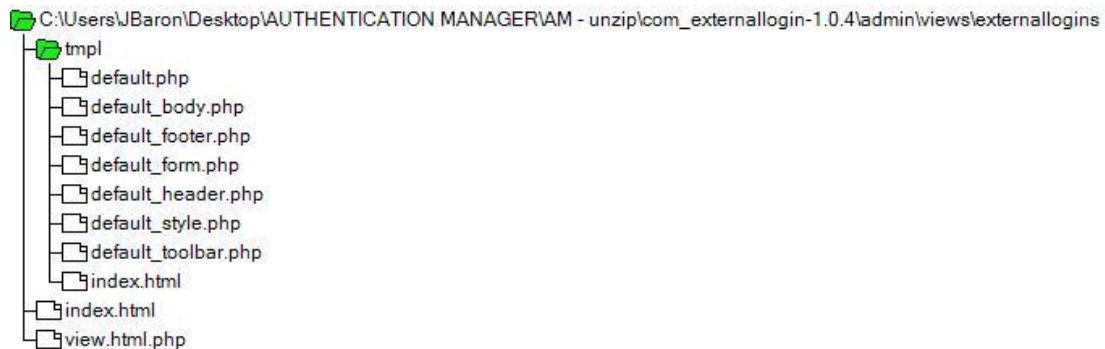 C:\Users\JBaron\Desktop\AUTHENTICATION MANAGER\AM - unzip\com_externallogin-1.0.4\admin\views\externallogins
tmpl
default.php
default_body.php
default_footer.php
default_form.php
default_header.php
default_style.php
default_toolbar.php
index.html
index.html
view.html.php